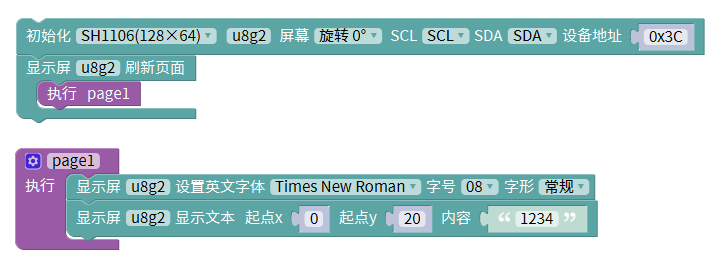 初始化 SH1106(128×64) u8g2 屏幕 旋转 0° SCL SCL SDA SDA 设备地址 0x3C
显示屏 u8g2 刷新页面
执行 page1
page1
执行 显示屏 u8g2 设置英文字体 Times New Roman 字号 08 字形 常规
显示屏 u8g2 显示文本 起点x 0 起点y 20 内容 “ 1234 ”